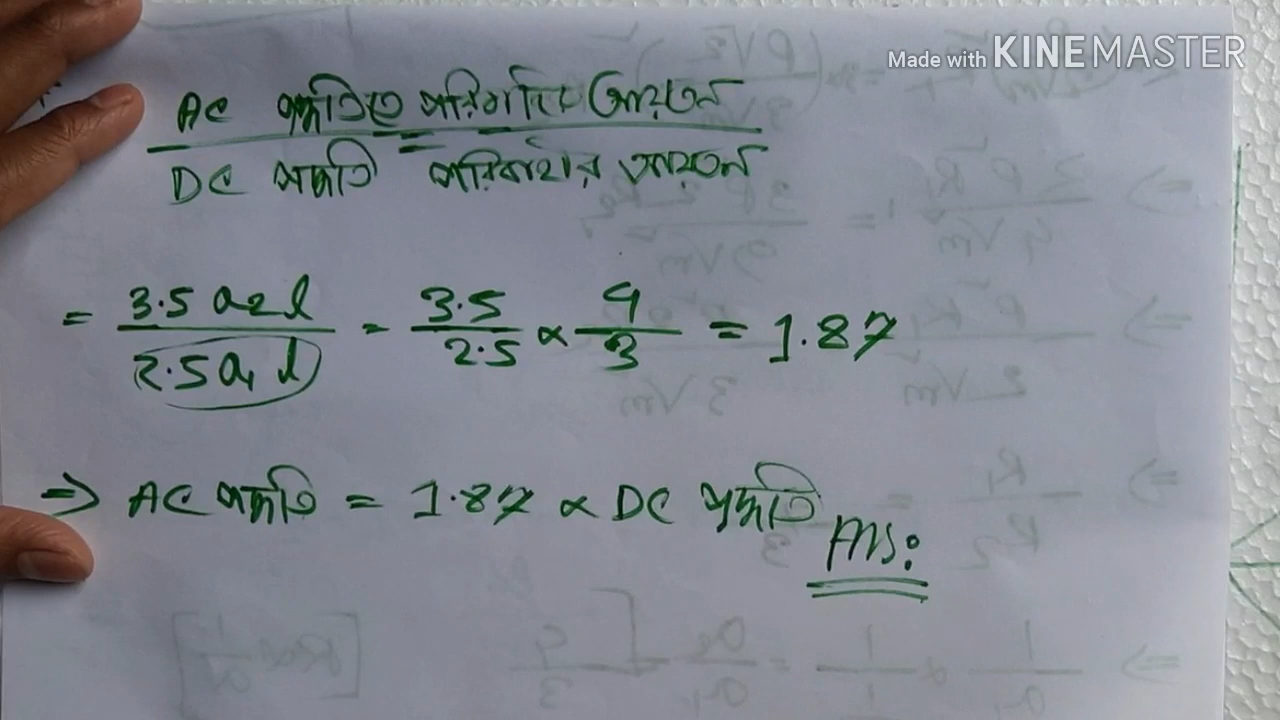 Made with KINEMASTER
AC পদ্ধতিতে পরিবাহির আয়তন
DC পদ্ধতি পরিবাহীর আয়তন
= 3.5 a2 l / 2.5 a1 l = 3.5 / 2.5 × 4 / 3 = 1.87
⇒ AC পদ্ধতি = 1.87 × DC পদ্ধতি
Ans: